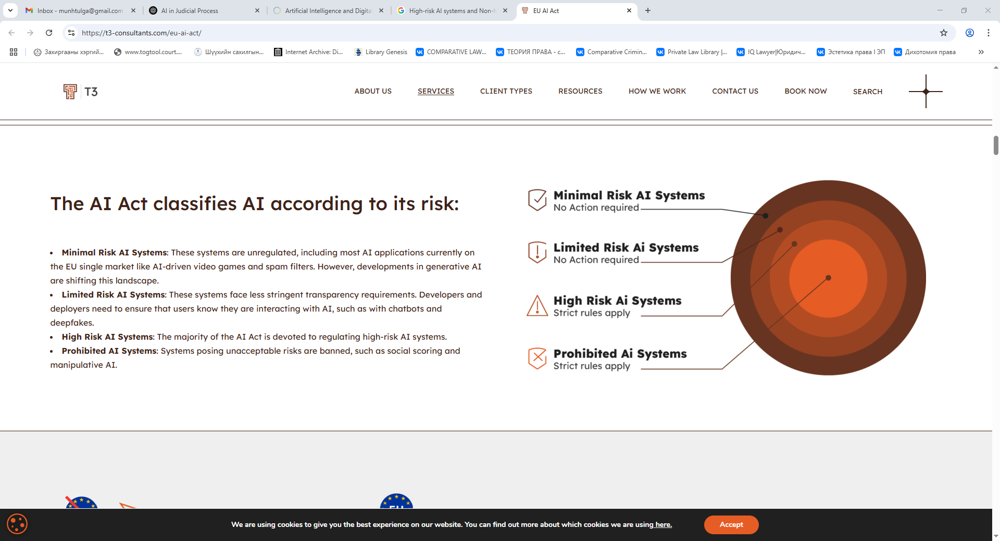 Inbox - munhtulga@gmail.com
AI in Judicial Process
Artificial Intelligence and Digita
High-risk AI systems and Non-h
EU AI Act
https://t3-consultants.com/eu-ai-act/
Захиргааны хэргий...
www.togtool.court....
Шүүхийн сахилгын...
Internet Archive: Di...
Library Genesis
COMPARATIVE LAW...
ТЕОРИЯ ПРАВА - с...
Comparative Crimin...
Private Law Library |...
IQ Lawyer|Юридич...
Эстетика права I ЭП
Дихотомия права
T3
ABOUT US
SERVICES
CLIENT TYPES
RESOURCES
HOW WE WORK
CONTACT US
BOOK NOW
SEARCH
The AI Act classifies AI according to its risk:
• Minimal Risk AI Systems: These systems are unregulated, including most AI applications currently on
the EU single market like AI-driven video games and spam filters. However, developments in generative AI
are shifting this landscape.
• Limited Risk AI Systems: These systems face less stringent transparency requirements. Developers and
deployers need to ensure that users know they are interacting with AI, such as with chatbots and
deepfakes.
• High Risk AI Systems: The majority of the AI Act is devoted to regulating high-risk AI systems.
• Prohibited AI Systems: Systems posing unacceptable risks are banned, such as social scoring and
manipulative AI.
Minimal Risk AI Systems
No Action required
Limited Risk Ai Systems
No Action required
High Risk Ai Systems
Strict rules apply
Prohibited Ai Systems
Strict rules apply
We are using cookies to give you the best experience on our website. You can find out more about which cookies we are using here.
Accept